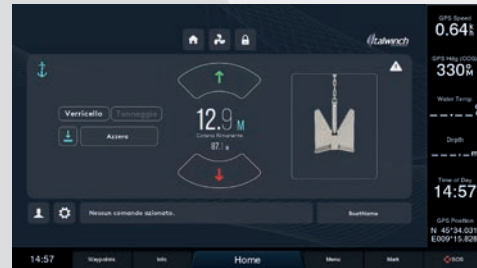 italwinch
GPS Speed
0.64
GPS Hdg (COG)
330
Water Temp
Depth
Time of Day
14:57
GPS Position
N 45°34.031
E009°15.828
Verricello Tonneggio
Azzera
12.9 M
Catena Rimanente
87.1 M
Nessun comando azionato.
BoatName
14:57
Waypoints
Info
Home
Menu
Mark
SOS